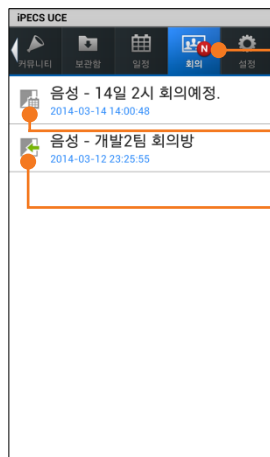 iPECS UCE
커뮤니티 보관함 일정 회의 설정
N
음성 - 14일 2시 회의예정.
2014-03-14 14:00:48
음성 - 개발2팀 회의방
2014-03-12 23:25:55